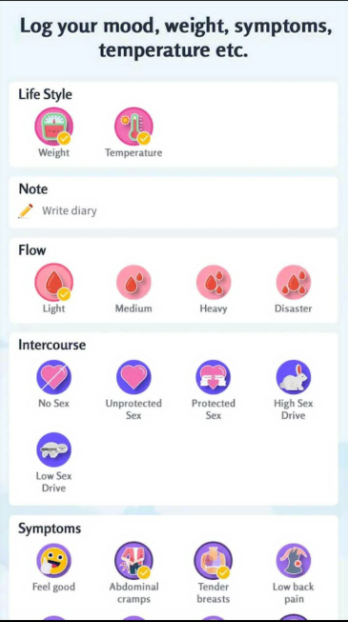 Log your mood, weight, symptoms,
temperature etc.
Life Style
Weight
Temperature
Note
Write diary
Flow
Light
Medium
Heavy
Disaster
Intercourse
No Sex
Unprotected
Sex
Protected
Sex
High Sex
Drive
Low Sex
Drive
Symptoms
Feel good
Abdominal
cramps
Tender
breasts
Low back
pain